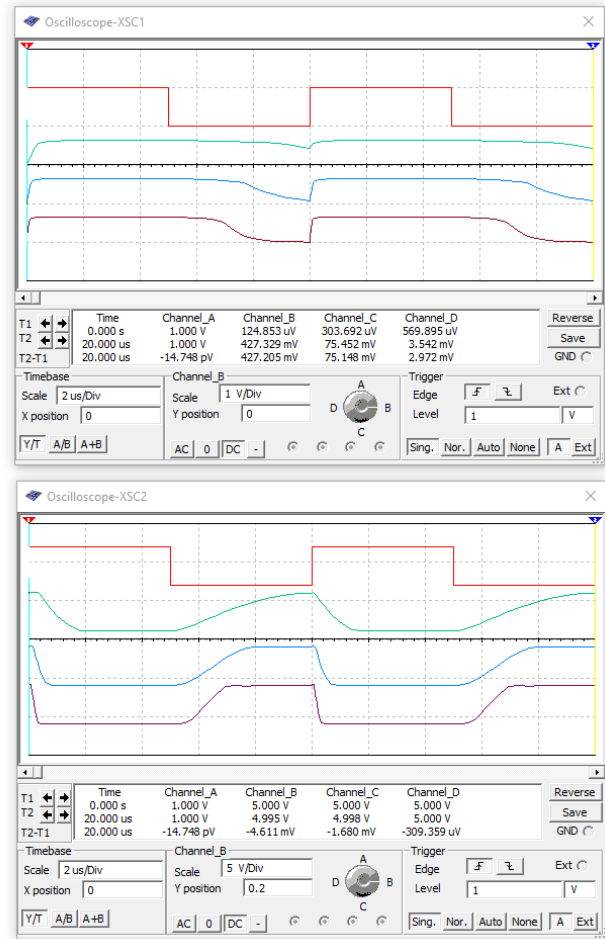 Oscilloscope-XSC1
T1 Time Channel_A Channel_B Channel_C Channel_D Reverse
0.000 s 1.000 V 124.853 uV 303.692 uV 569.895 uV
T2 20.000 us 1.000 V 427.329 mV 75.452 mV 3.542 mV Save
T2-T1 20.000 us -14.748 pV 427.205 mV 75.148 mV 2.972 mV GND
Timebase Channel_B Trigger
Scale 2 us/Div Scale 1 V/Div A Edge Ext
X position 0 Y position 0 D B Level 1 V
C
Y/T A/B A+B AC 0 DC - Sing. Nor. Auto None A Ext
Oscilloscope-XSC2
T1 Time Channel_A Channel_B Channel_C Channel_D Reverse
0.000 s 1.000 V 5.000 V 5.000 V 5.000 V
T2 20.000 us 1.000 V 4.995 V 4.998 V 5.000 V Save
T2-T1 20.000 us -14.748 pV -4.611 mV -1.680 mV -309.359 uV GND
Timebase Channel_B Trigger
Scale 2 us/Div Scale 5 V/Div A Edge Ext
X position 0 Y position 0.2 D B Level 1 V
C
Y/T A/B A+B AC 0 DC - Sing. Nor. Auto None A Ext